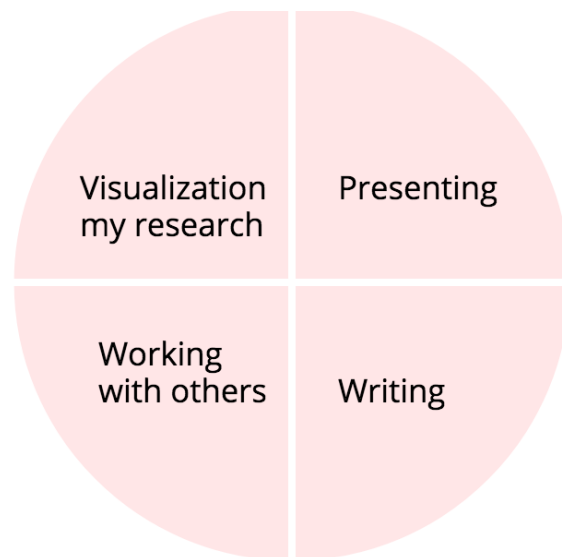 Visualization
my research
Presenting
Working
with others
Writing